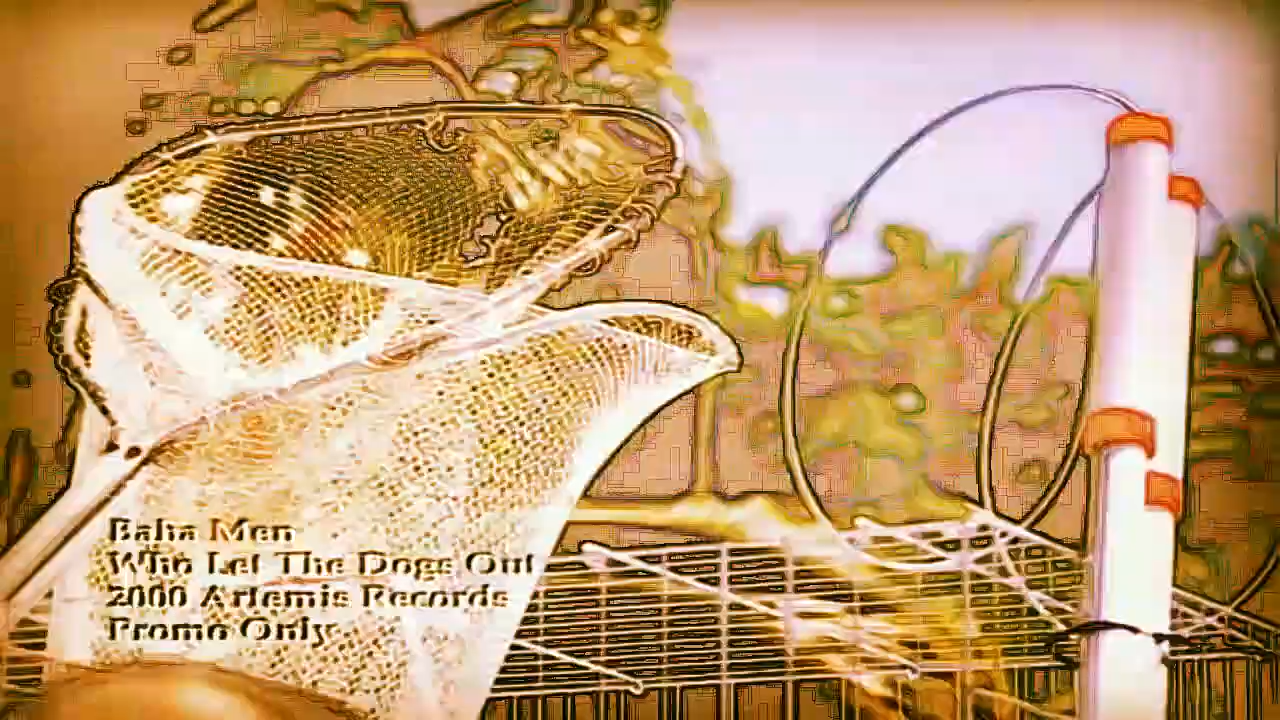 Baha Men
Who Let The Dogs Out
2000 Artemis Records
Promo Only